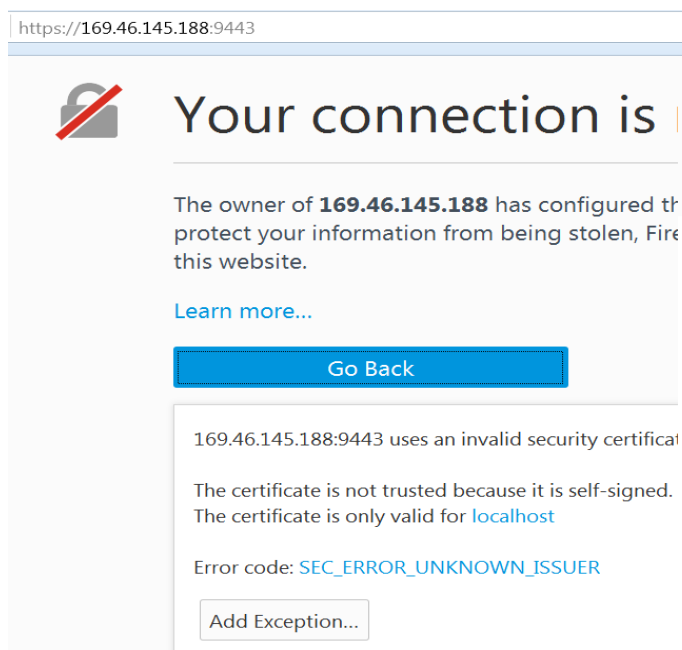 https://169.46.145.188:9443
Your connection is
The owner of 169.46.145.188 has configured
protect your information from being stolen,
this website.
Learn more...
Go Back
169.46.145.188:9443 uses an invalid security
The certificate is not trusted because it is self-signed.
The certificate is only valid for localhost
Error code: SEC_ERROR_UNKNOWN_ISSUER
Add Exception...